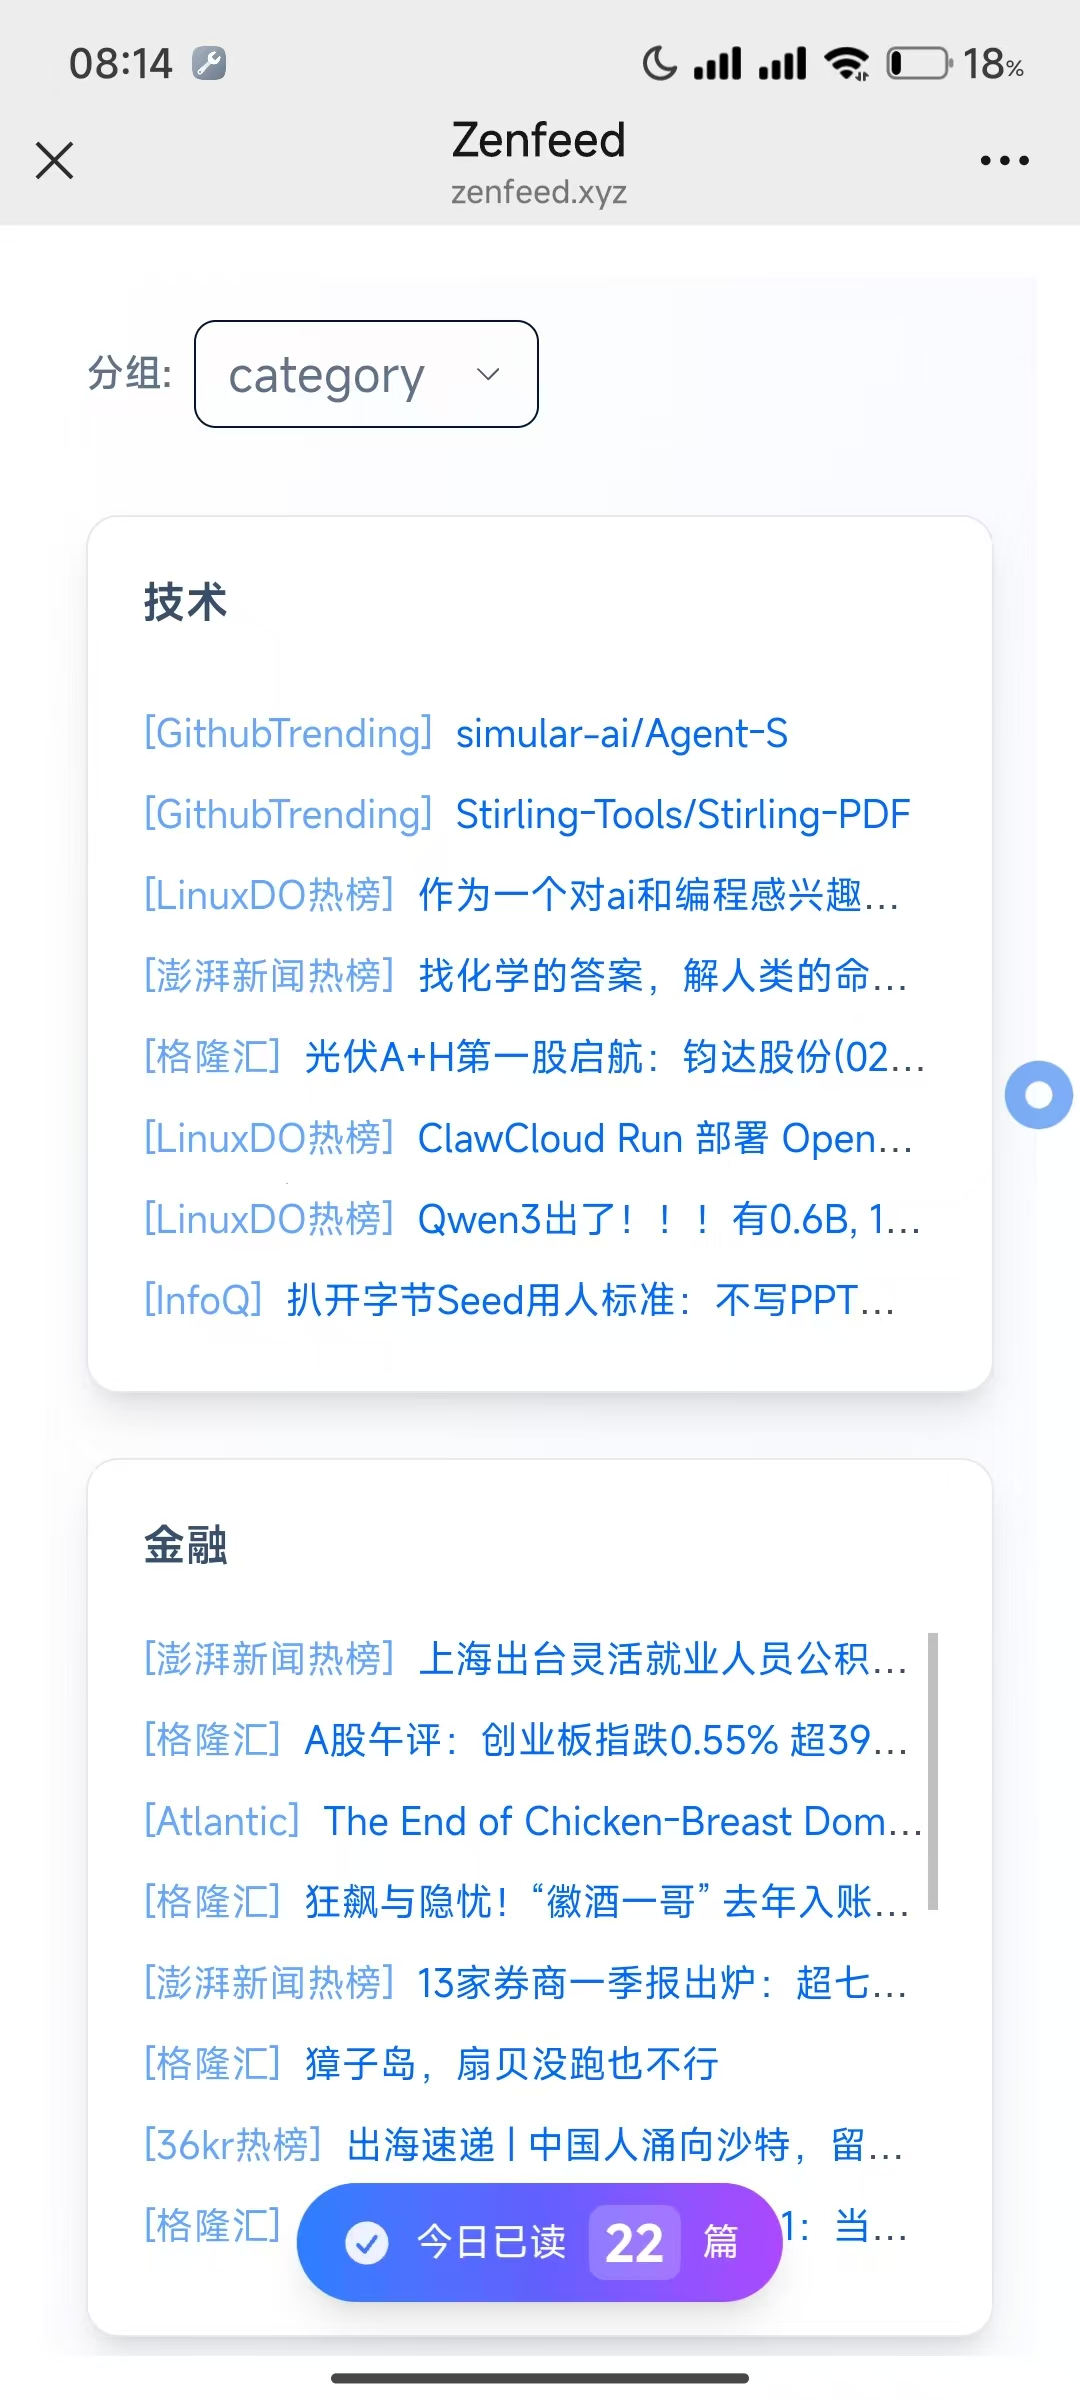 08:14
18%
Zenfeed
zenfeed.xyz
分组: category
技术
[GithubTrending] simular-ai/Agent-S
[GithubTrending] Stirling-Tools/Stirling-PDF
[LinuxDO热榜] 作为一个对ai和编程感兴趣...
[澎湃新闻热榜] 找化学的答案，解人类的命...
[格隆汇] 光伏A+H第一股启航：钧达股份(02...
[LinuxDO热榜] ClawCloud Run 部署 Open...
[LinuxDO热榜] Qwen3出了！！！有0.6B, 1...
[InfoQ] 扒开字节Seed用人标准：不写PPT...
金融
[澎湃新闻热榜] 上海出台灵活就业人员公积...
[格隆汇] A股午评：创业板指跌0.55% 超39...
[Atlantic] The End of Chicken-Breast Dom...
[格隆汇] 狂飙与隐忧！“徽酒一哥”去年入账...
[澎湃新闻热榜] 13家券商一季报出炉：超七...
[格隆汇] 獐子岛，扇贝没跑也不行
[36kr热榜] 出海速递 | 中国人涌向沙特，留...
[格隆汇] 1：当...
今日已读 22 篇